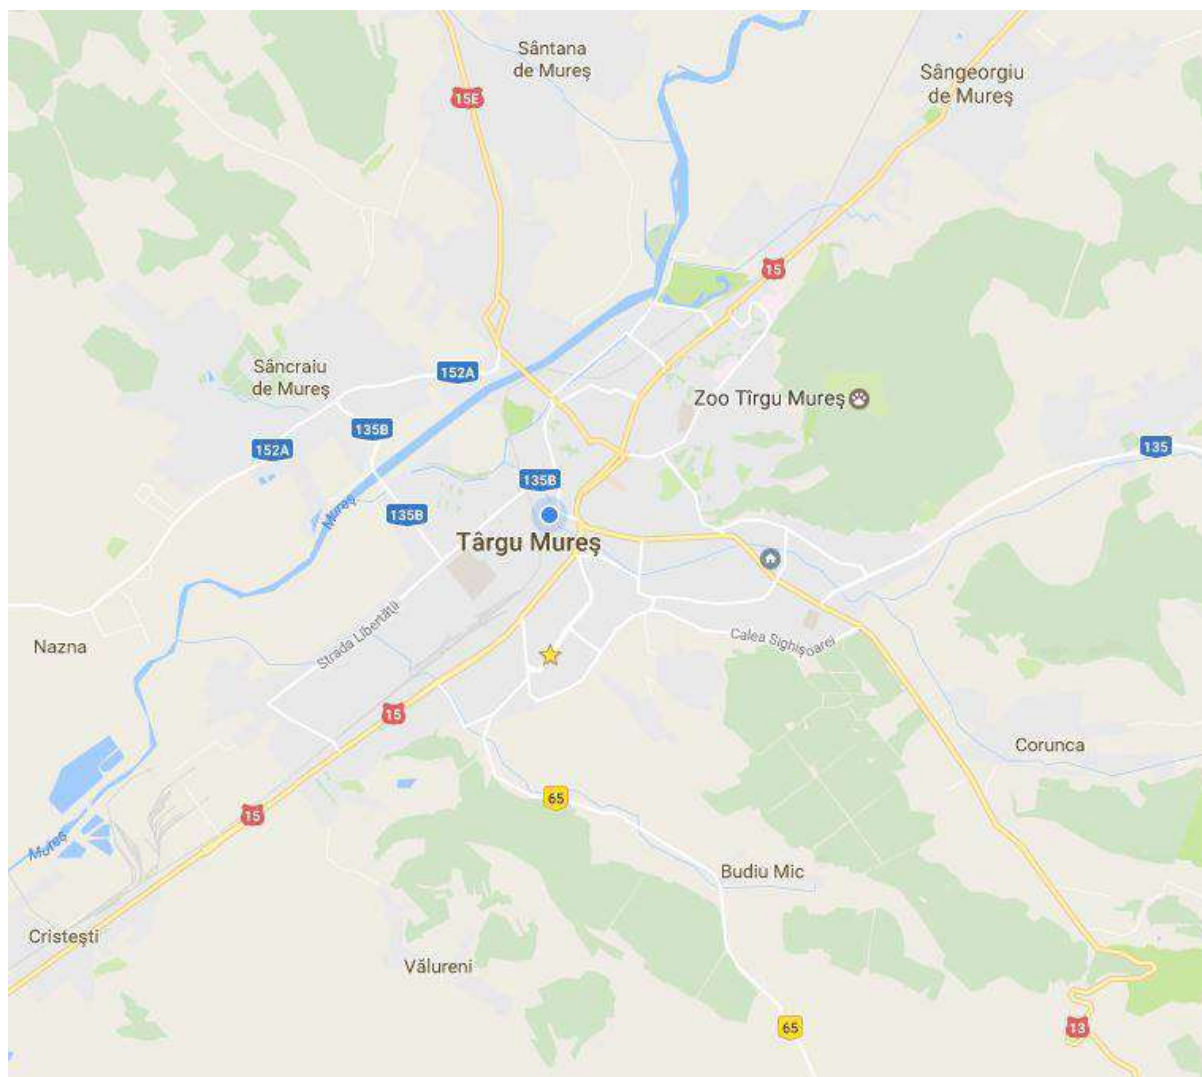 Sântana
de Mureş
Sângeorgiu
de Mureş
15E
15
Sâncraiu
de Mureş
152A
Zoo Tîrgu Mureş
135B
152A
135
135B
Mureş
135B
Târgu Mureş
Strada Libertăţii
Calea Sighişoarei
Nazna
15
Corunca
65
15
Mureş
Budiu Mic
Cristeşti
Vălureni
65
13